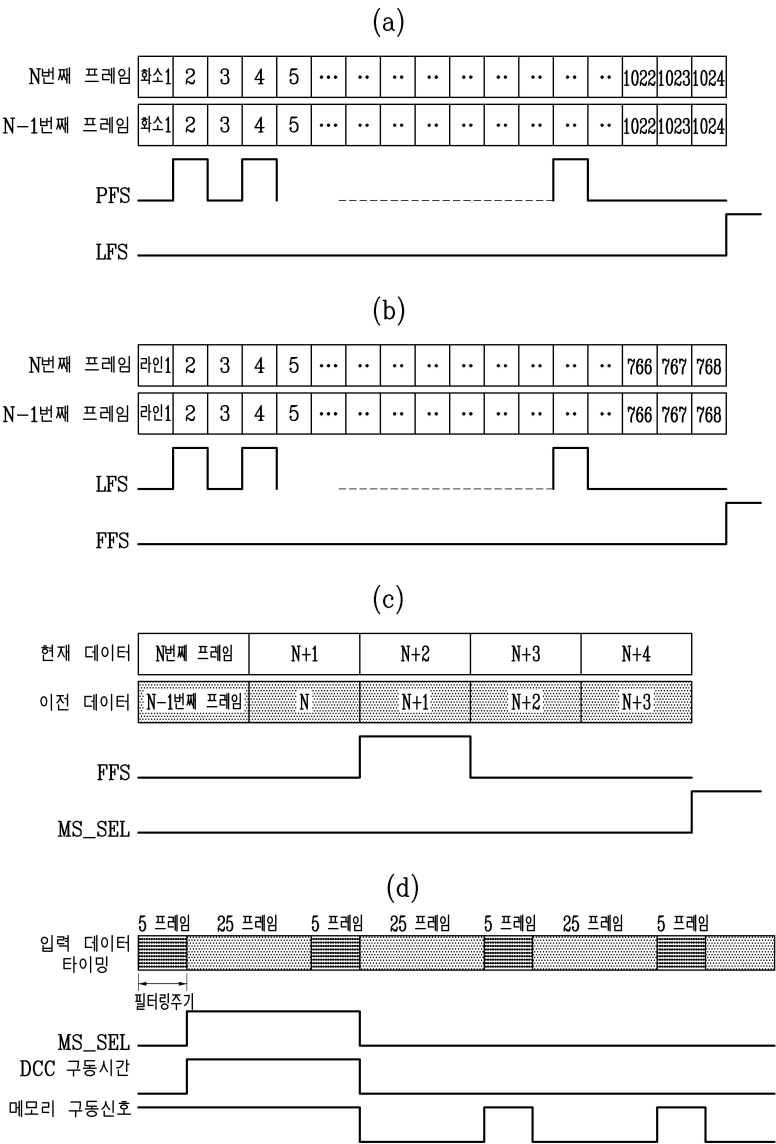 (a)
N번째 프레임 화소1 2 3 4 5 ... .. .. .. .. .. .. .. .. 1022 1023 1024
N-1번째 프레임 화소1 2 3 4 5 ... .. .. .. .. .. .. .. .. 1022 1023 1024
PFS
LFS
(b)
N번째 프레임 라인1 2 3 4 5 ... .. .. .. .. .. .. .. .. 766 767 768
N-1번째 프레임 라인1 2 3 4 5 ... .. .. .. .. .. .. .. .. 766 767 768
LFS
FFS
(c)
현재 데이터 N번째 프레임 N+1 N+2 N+3 N+4
이전 데이터 N-1번째 프레임 N N+1 N+2 N+3
FFS
MS_SEL
(d)
5 프레임 25 프레임 5 프레임 25 프레임 5 프레임 25 프레임 5 프레임
입력 데이터
타이밍
필터링주기
MS_SEL
DCC 구동시간
메모리 구동신호